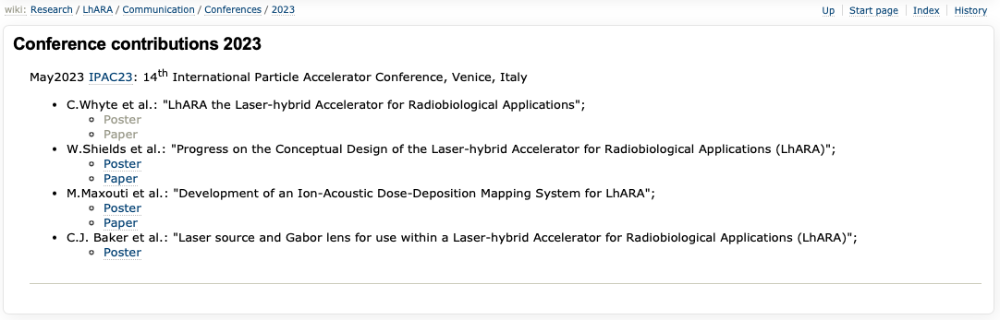 wiki: Research / LhARA / Communication / Conferences / 2023
Up Start page Index History
Conference contributions 2023
May2023 IPAC23: 14th International Particle Accelerator Conference, Venice, Italy
• C.Whyte et al.: "LhARA the Laser-hybrid Accelerator for Radiobiological Applications";
◦ Poster
◦ Paper
• W.Shields et al.: "Progress on the Conceptual Design of the Laser-hybrid Accelerator for Radiobiological Applications (LhARA)";
◦ Poster
◦ Paper
• M.Maxouti et al.: "Development of an Ion-Acoustic Dose-Deposition Mapping System for LhARA";
◦ Poster
◦ Paper
• C.J. Baker et al.: "Laser source and Gabor lens for use within a Laser-hybrid Accelerator for Radiobiological Applications (LhARA)";
◦ Poster